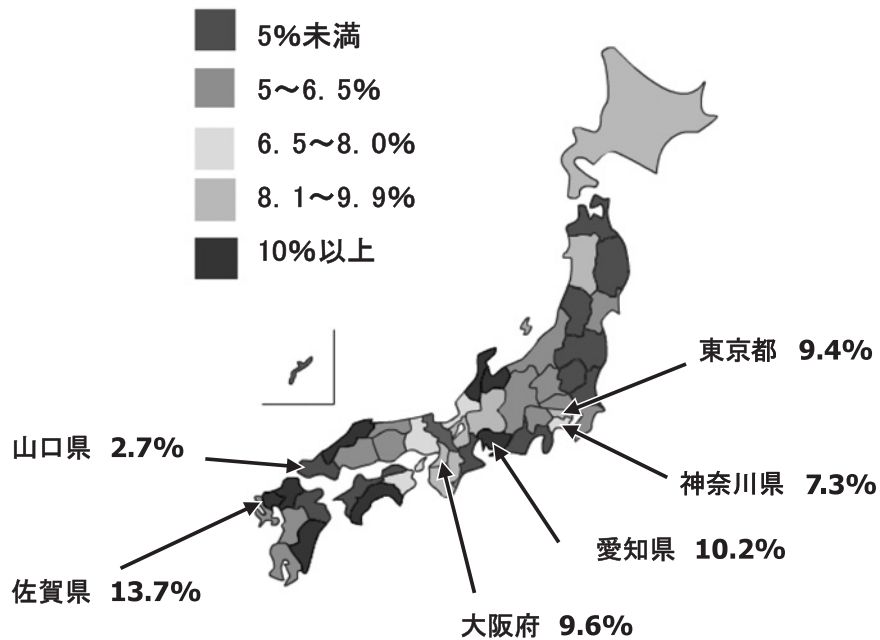 5%未満
5～6.5%
6.5～8.0%
8.1～9.9%
10%以上
東京都 9.4%
山口県 2.7%
神奈川県 7.3%
愛知県 10.2%
佐賀県 13.7%
大阪府 9.6%